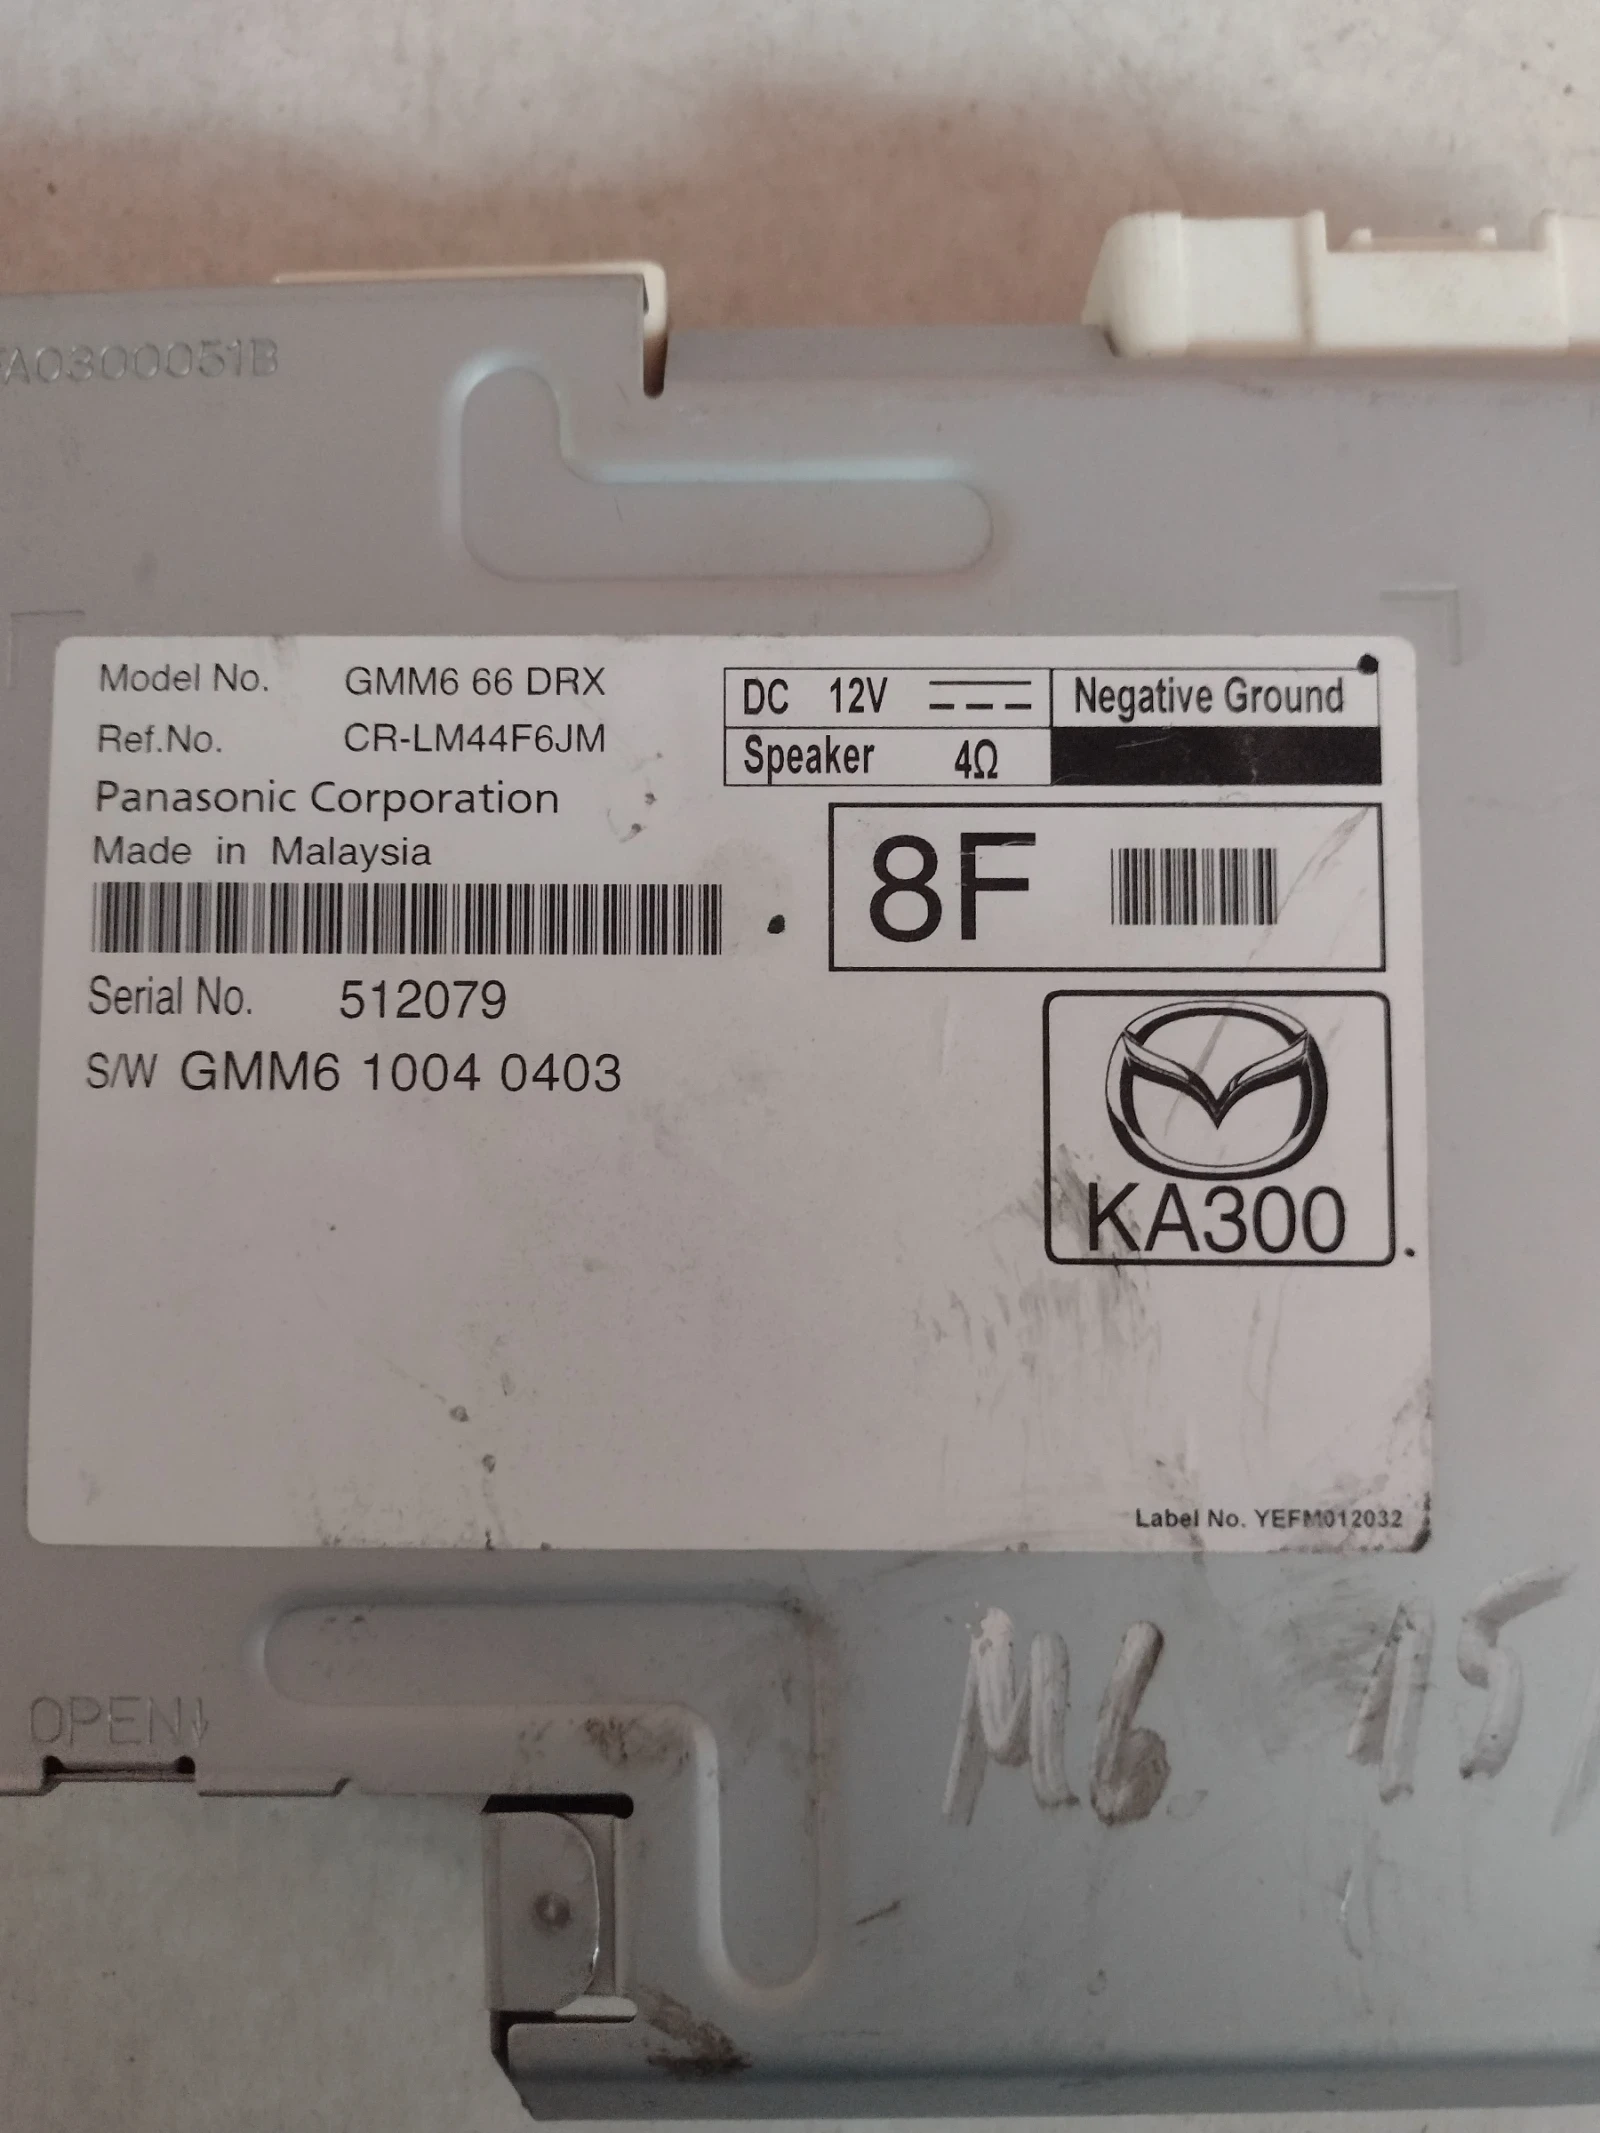 A0300051B
Model No. GMM6 66 DRX
Ref.No. CR-LM44F6JM
Panasonic Corporation
Made in Malaysia
DC 12V Negative Ground
Speaker 4Ω
8F
Serial No. 512079
S/W GMM6 1004 0403
KA300
Label No. YEFM012032
M6 15
OPEN↓